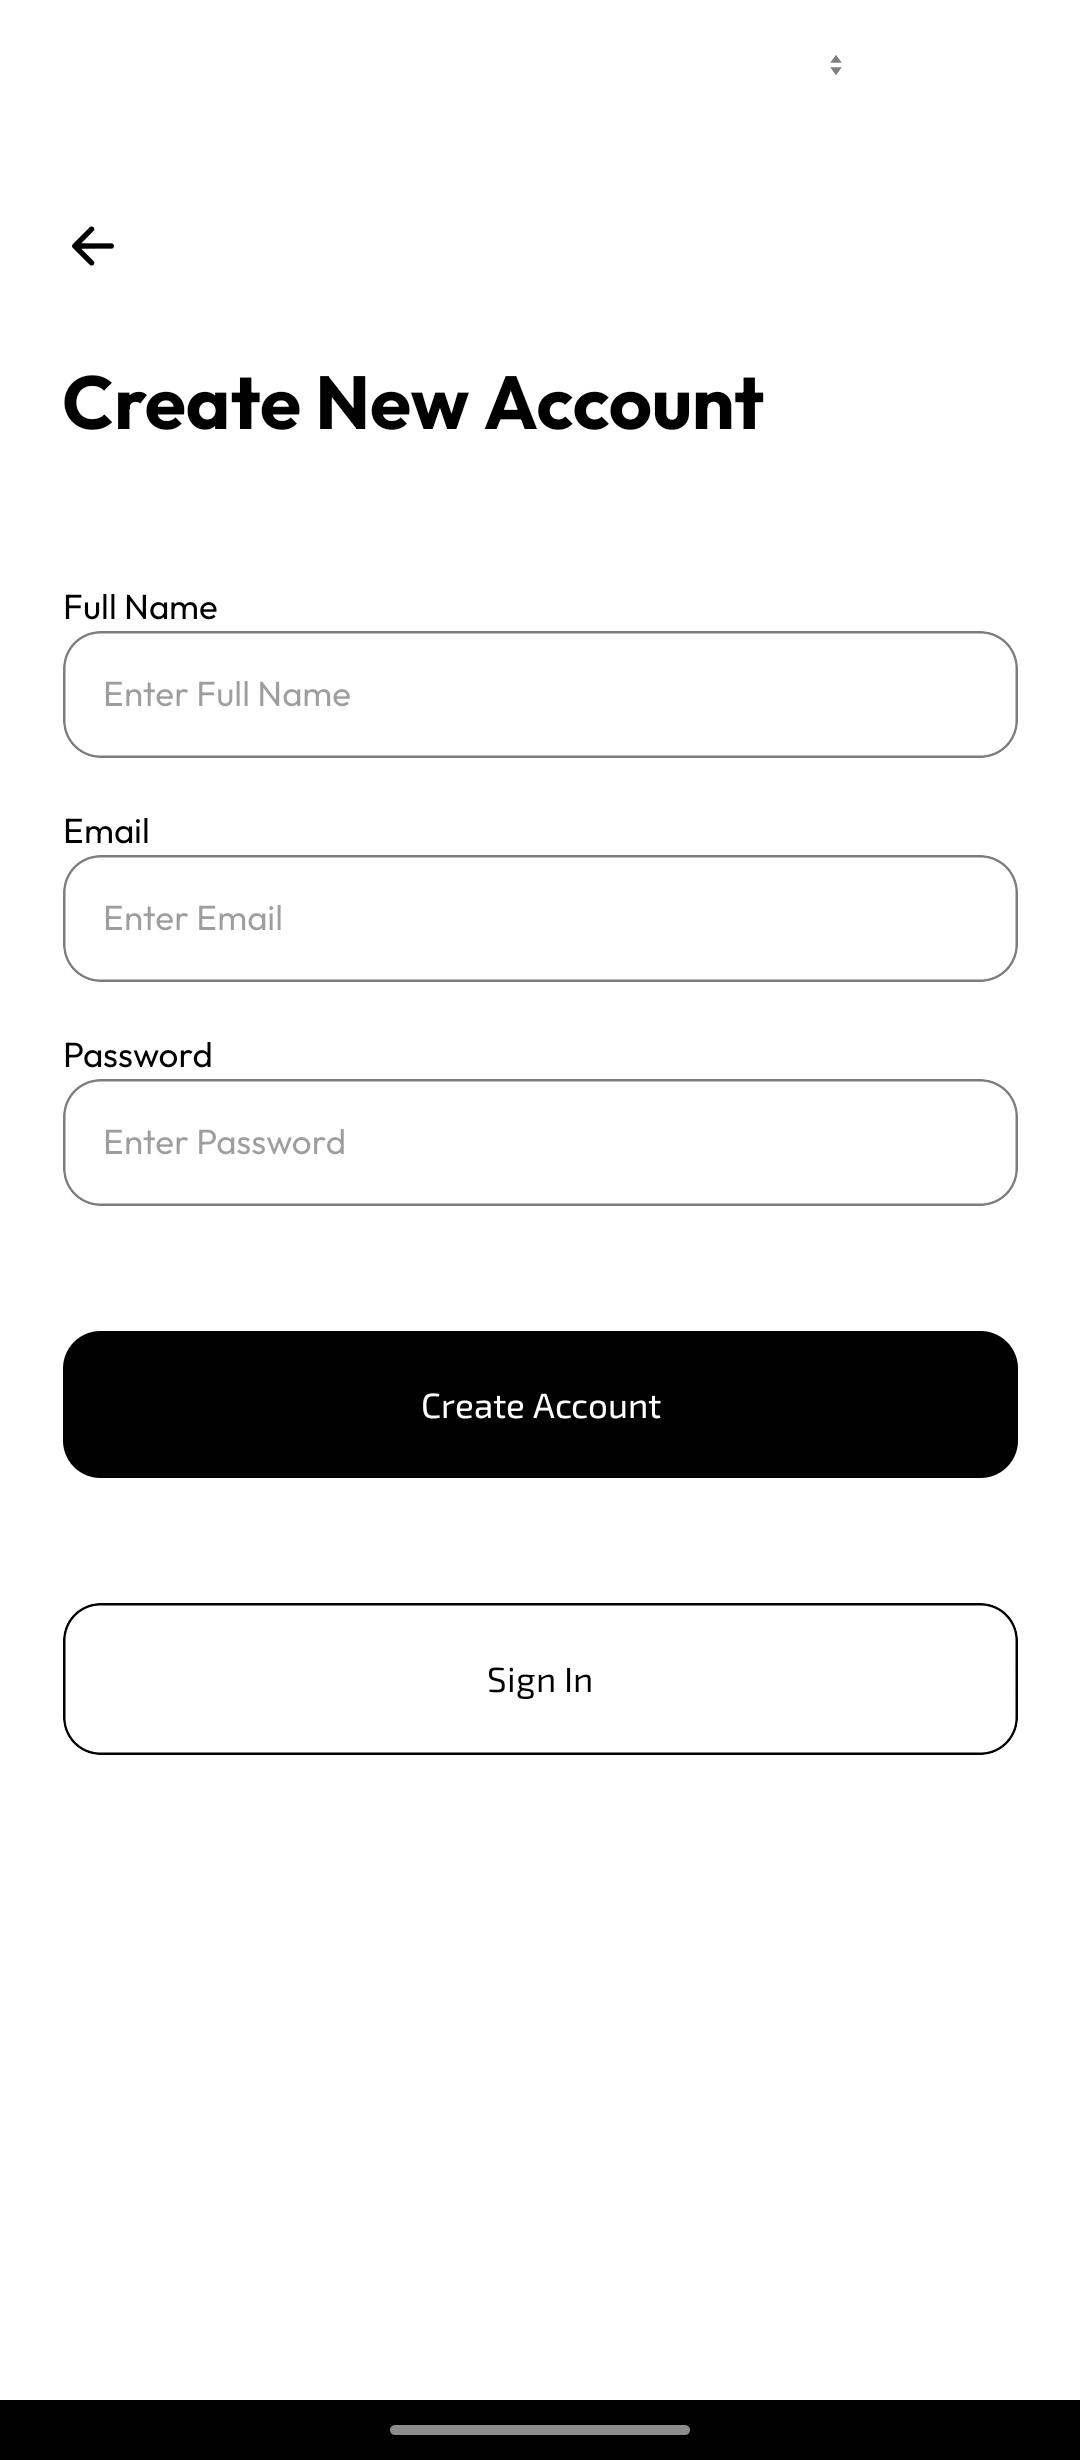 Create New Account
Full Name
Enter Full Name
Email
Enter Email
Password
Enter Password
Create Account
Sign In